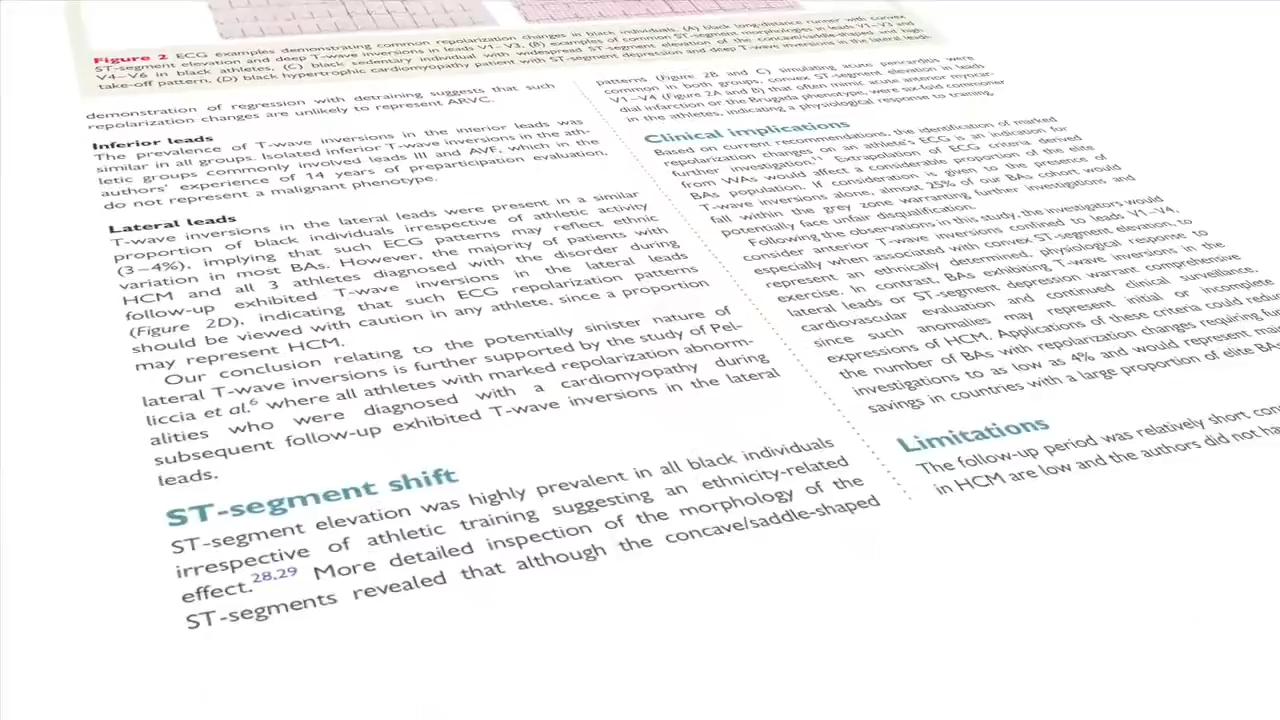 Figure 2 ECG examples demonstrating common repolarization changes in black individuals. (A) black long-distance runner with convex
ST-segment elevation and deep T-wave inversions in leads V1–V3. (B) examples of common ST-segment morphologies in leads V1–V3 and
V4–V6 in black athletes. (C) black sedentary individual with widespread ST-segment elevation of the concave/saddle-shaped and high
take-off pattern. (D) black hypertrophic cardiomyopathy patient with ST-segment depression and deep T-wave inversions in the lateral leads.
demonstration of regression with detraining suggests that such
repolarization changes are unlikely to represent ARVC.
Inferior leads
The prevalence of T-wave inversions in the inferior leads was
similar in all groups. Isolated inferior T-wave inversions in the ath-
letic groups commonly involved leads III and AVF, which in the
authors' experience of 14 years of preparticipation evaluation,
do not represent a malignant phenotype.
Lateral leads
T-wave inversions in the lateral leads were present in a similar
proportion of black individuals irrespective of athletic activity
(3–4%), implying that such ECG patterns may reflect ethnic
variation in most BAs. However, the majority of patients with
HCM and all 3 athletes diagnosed with the disorder during
follow-up exhibited T-wave inversions in the lateral leads
(Figure 2D), indicating that such ECG repolarization patterns
should be viewed with caution in any athlete, since a proportion
may represent HCM.
Our conclusion relating to the potentially sinister nature of
lateral T-wave inversions is further supported by the study of Pel-
liccia et al.6 where all athletes with marked repolarization abnorm-
alities who were diagnosed with a cardiomyopathy during
subsequent follow-up exhibited T-wave inversions in the lateral
leads.
ST-segment shift
ST-segment elevation was highly prevalent in all black individuals
irrespective of athletic training suggesting an ethnicity-related
effect.28,29 More detailed inspection of the morphology of the
ST-segments revealed that although the concave/saddle-shaped
patterns (Figure 2B and C) simulating acute pericarditis were
common in both groups, convex ST-segment elevation in leads
V1–V4 (Figure 2A and B) that often mimic acute anterior myocar-
dial infarction or the Brugada phenotype, were six-fold commoner
in the athletes, indicating a physiological response to training.
Clinical implications
Based on current recommendations, the identification of marked
repolarization changes on an athlete's ECG is an indication for
further investigation.11 Extrapolation of ECG criteria derived
from WAs would affect a considerable proportion of the elite
BAs population. If consideration is given to the presence of
T-wave inversions alone, almost 25% of our BAs cohort would
fall within the grey zone warranting further investigations and
potentially face unfair disqualification.
Following the observations in this study, the investigators would
consider anterior T-wave inversions confined to leads V1–V4,
especially when associated with convex ST-segment elevation, to
represent an ethnically determined, physiological response to
exercise. In contrast, BAs exhibiting T-wave inversions in the
lateral leads or ST-segment depression warrant comprehensive
cardiovascular evaluation and continued clinical surveillance,
since such anomalies may represent initial or incomplete
expressions of HCM. Applications of these criteria could redu
the number of BAs with repolarization changes requiring fu
investigations to as low as 4% and would represent maj
savings in countries with a large proportion of elite BAs
Limitations
The follow-up period was relatively short con
in HCM are low and the authors did not ha